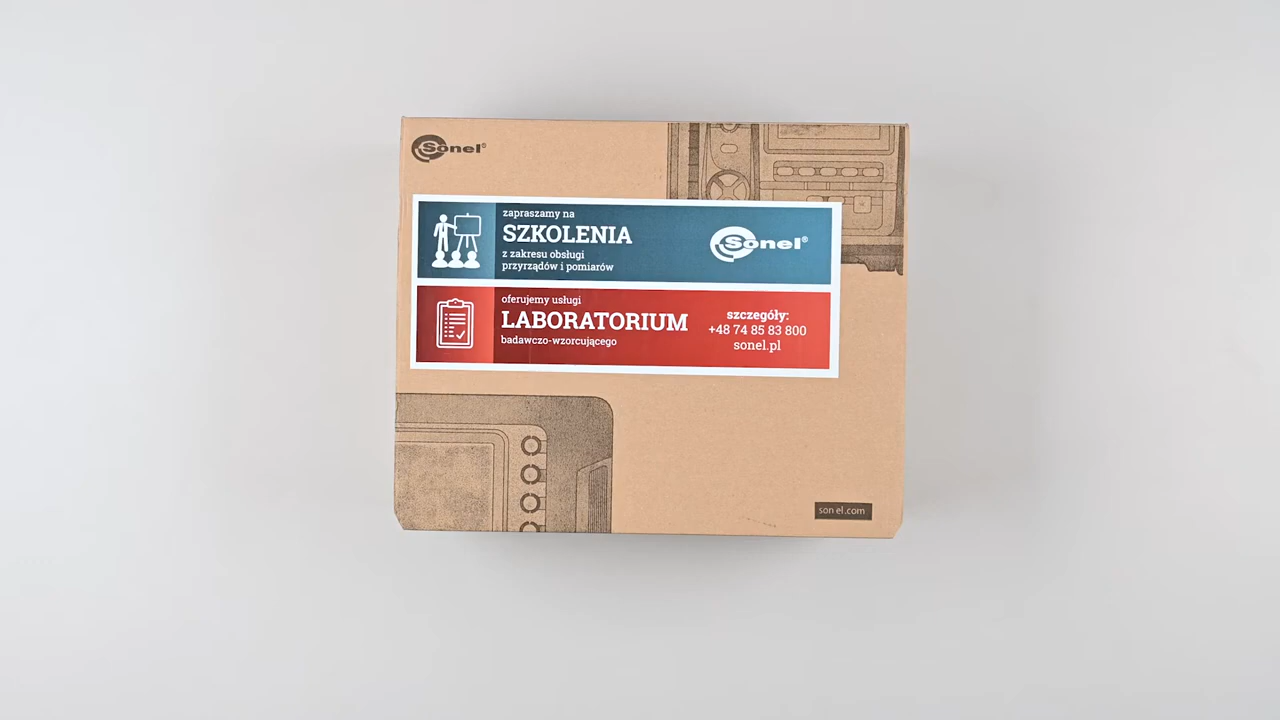 Sonel®
zapraszamy na
SZKOLENIA
z zakresu obsługi
przyrządów i pomiarów
Sonel®
oferujemy usługi
LABORATORIUM
badawczo-wzorcującego
szczegóły:
+48 74 85 83 800
sonel.pl
sonel.com